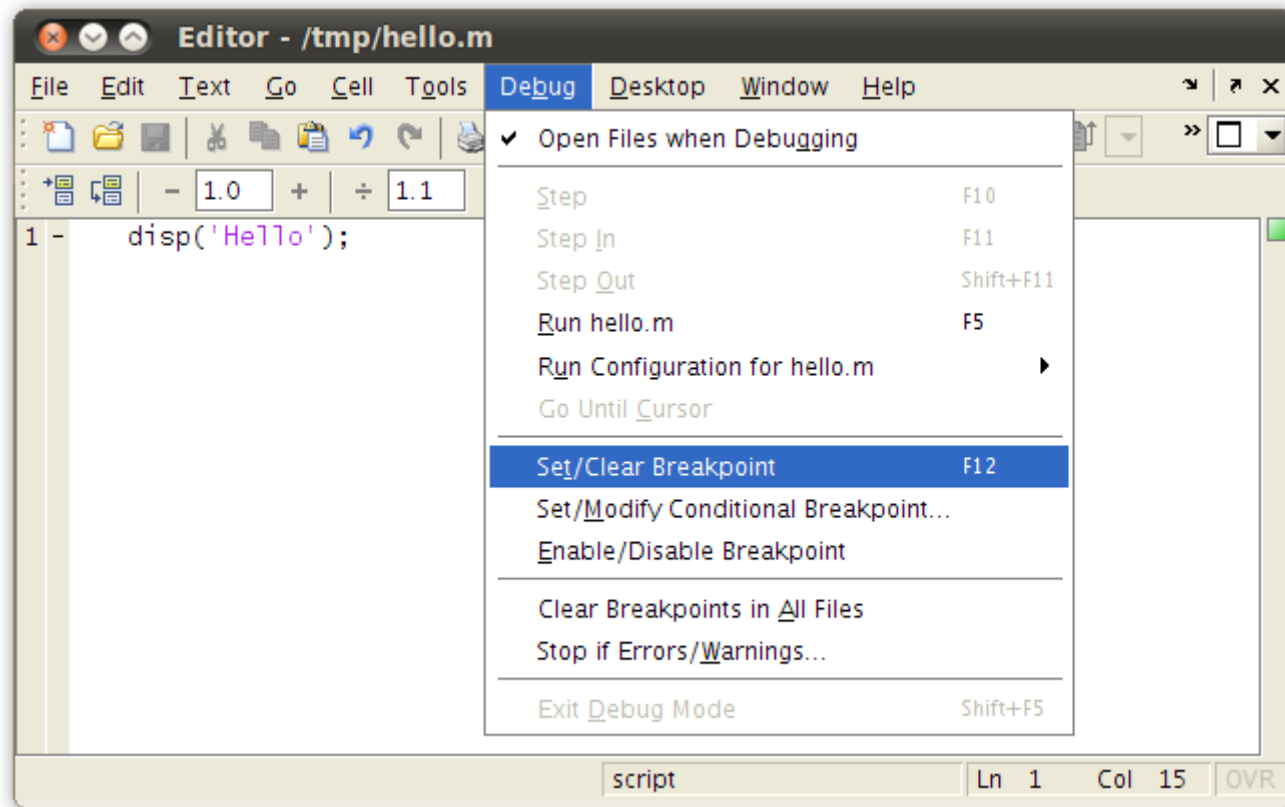 Editor - /tmp/hello.m
File Edit Text Go Cell Tools Debug Desktop Window Help
Open Files when Debugging
1.0 1.1
Step F10
1 - disp('Hello');
Step In F11
Step Out Shift+F11
Run hello.m F5
Run Configuration for hello.m
Go Until Cursor
Set/Clear Breakpoint F12
Set/Modify Conditional Breakpoint...
Enable/Disable Breakpoint
Clear Breakpoints in All Files
Stop if Errors/Warnings...
Exit Debug Mode Shift+F5
script Ln 1 Col 15 OVR